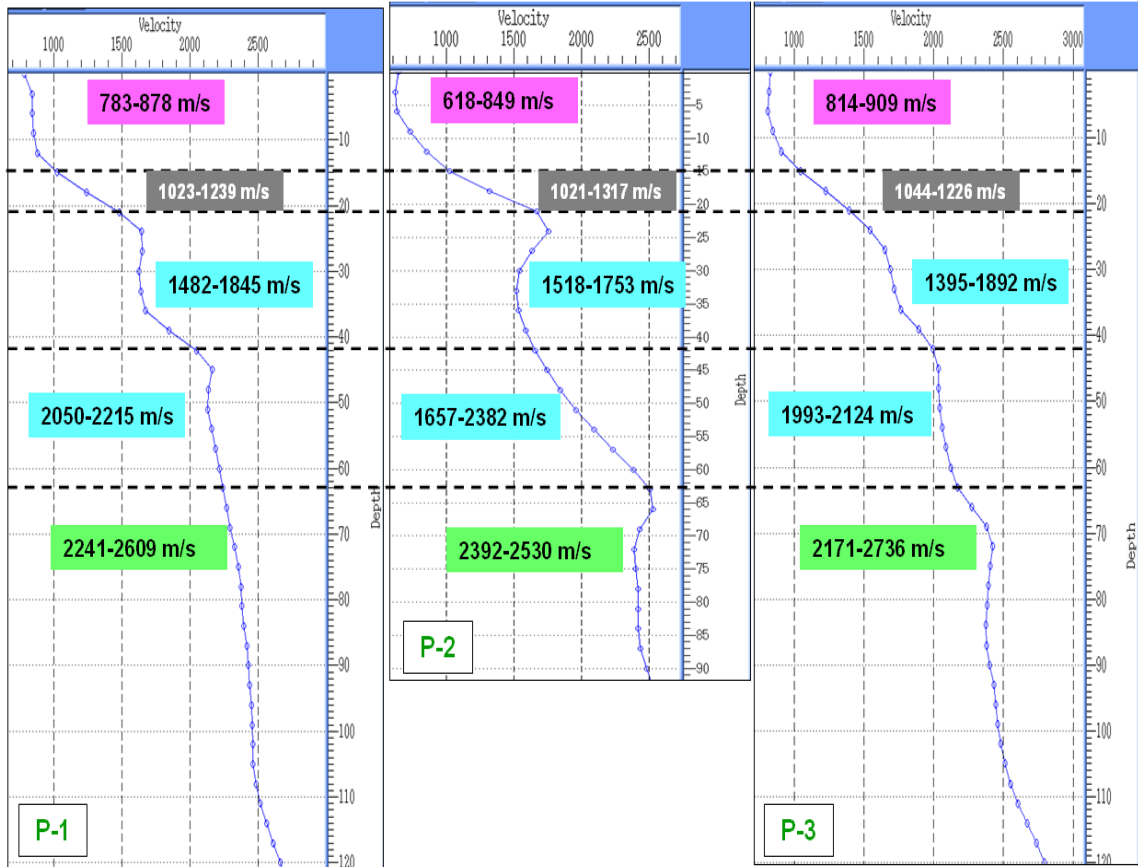 Velocity
1000 1500 2000 2500
783-878 m/s
1023-1239 m/s
1482-1845 m/s
2050-2215 m/s
2241-2609 m/s
10
20
30
40
50
60
70
80
90
100
110
120
Depth
P-1
Velocity
1000 1500 2000 2500
618-849 m/s
1021-1317 m/s
1518-1753 m/s
1657-2382 m/s
2392-2530 m/s
5
10
15
20
25
30
35
40
45
50
55
60
65
70
75
80
85
90
Depth
P-2
Velocity
1000 1500 2000 2500 3000
814-909 m/s
1044-1226 m/s
1395-1892 m/s
1993-2124 m/s
2171-2736 m/s
10
20
30
40
50
60
70
80
90
100
110
120
Depth
P-3